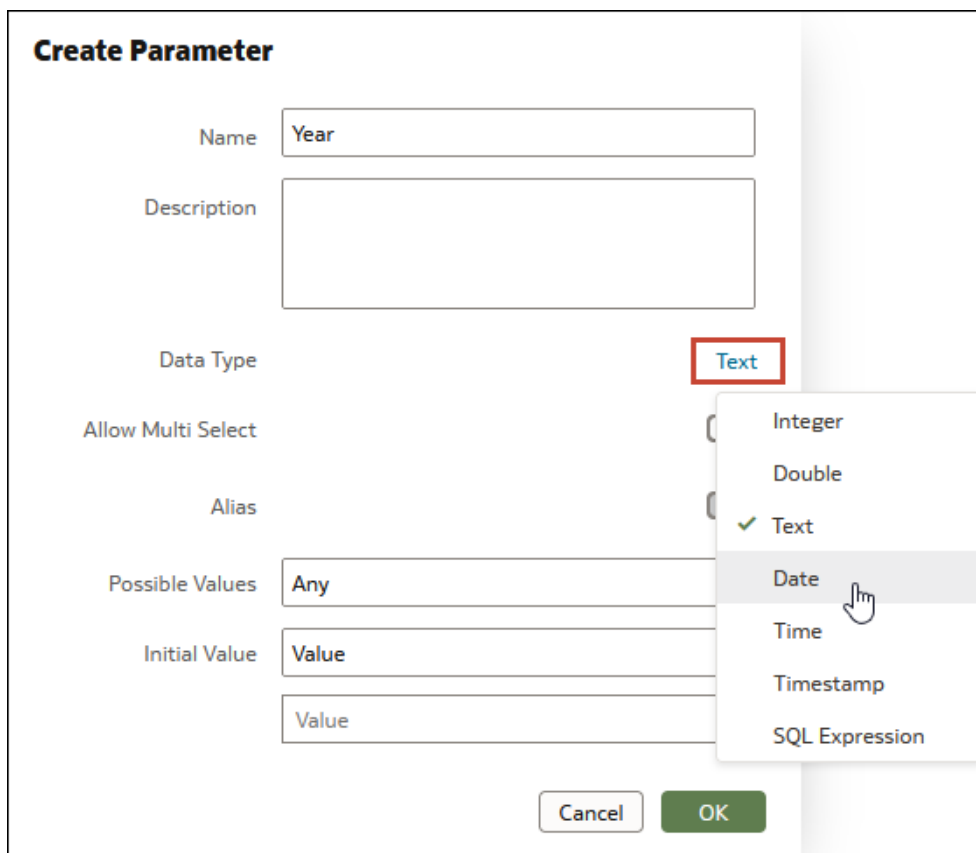 Create Parameter
Name Year
Description
Data Type Text
Integer
Allow Multi Select
Double
Alias
Text
Possible Values Any
Date
Time
Initial Value Value
Timestamp
Value
SQL Expression
Cancel OK